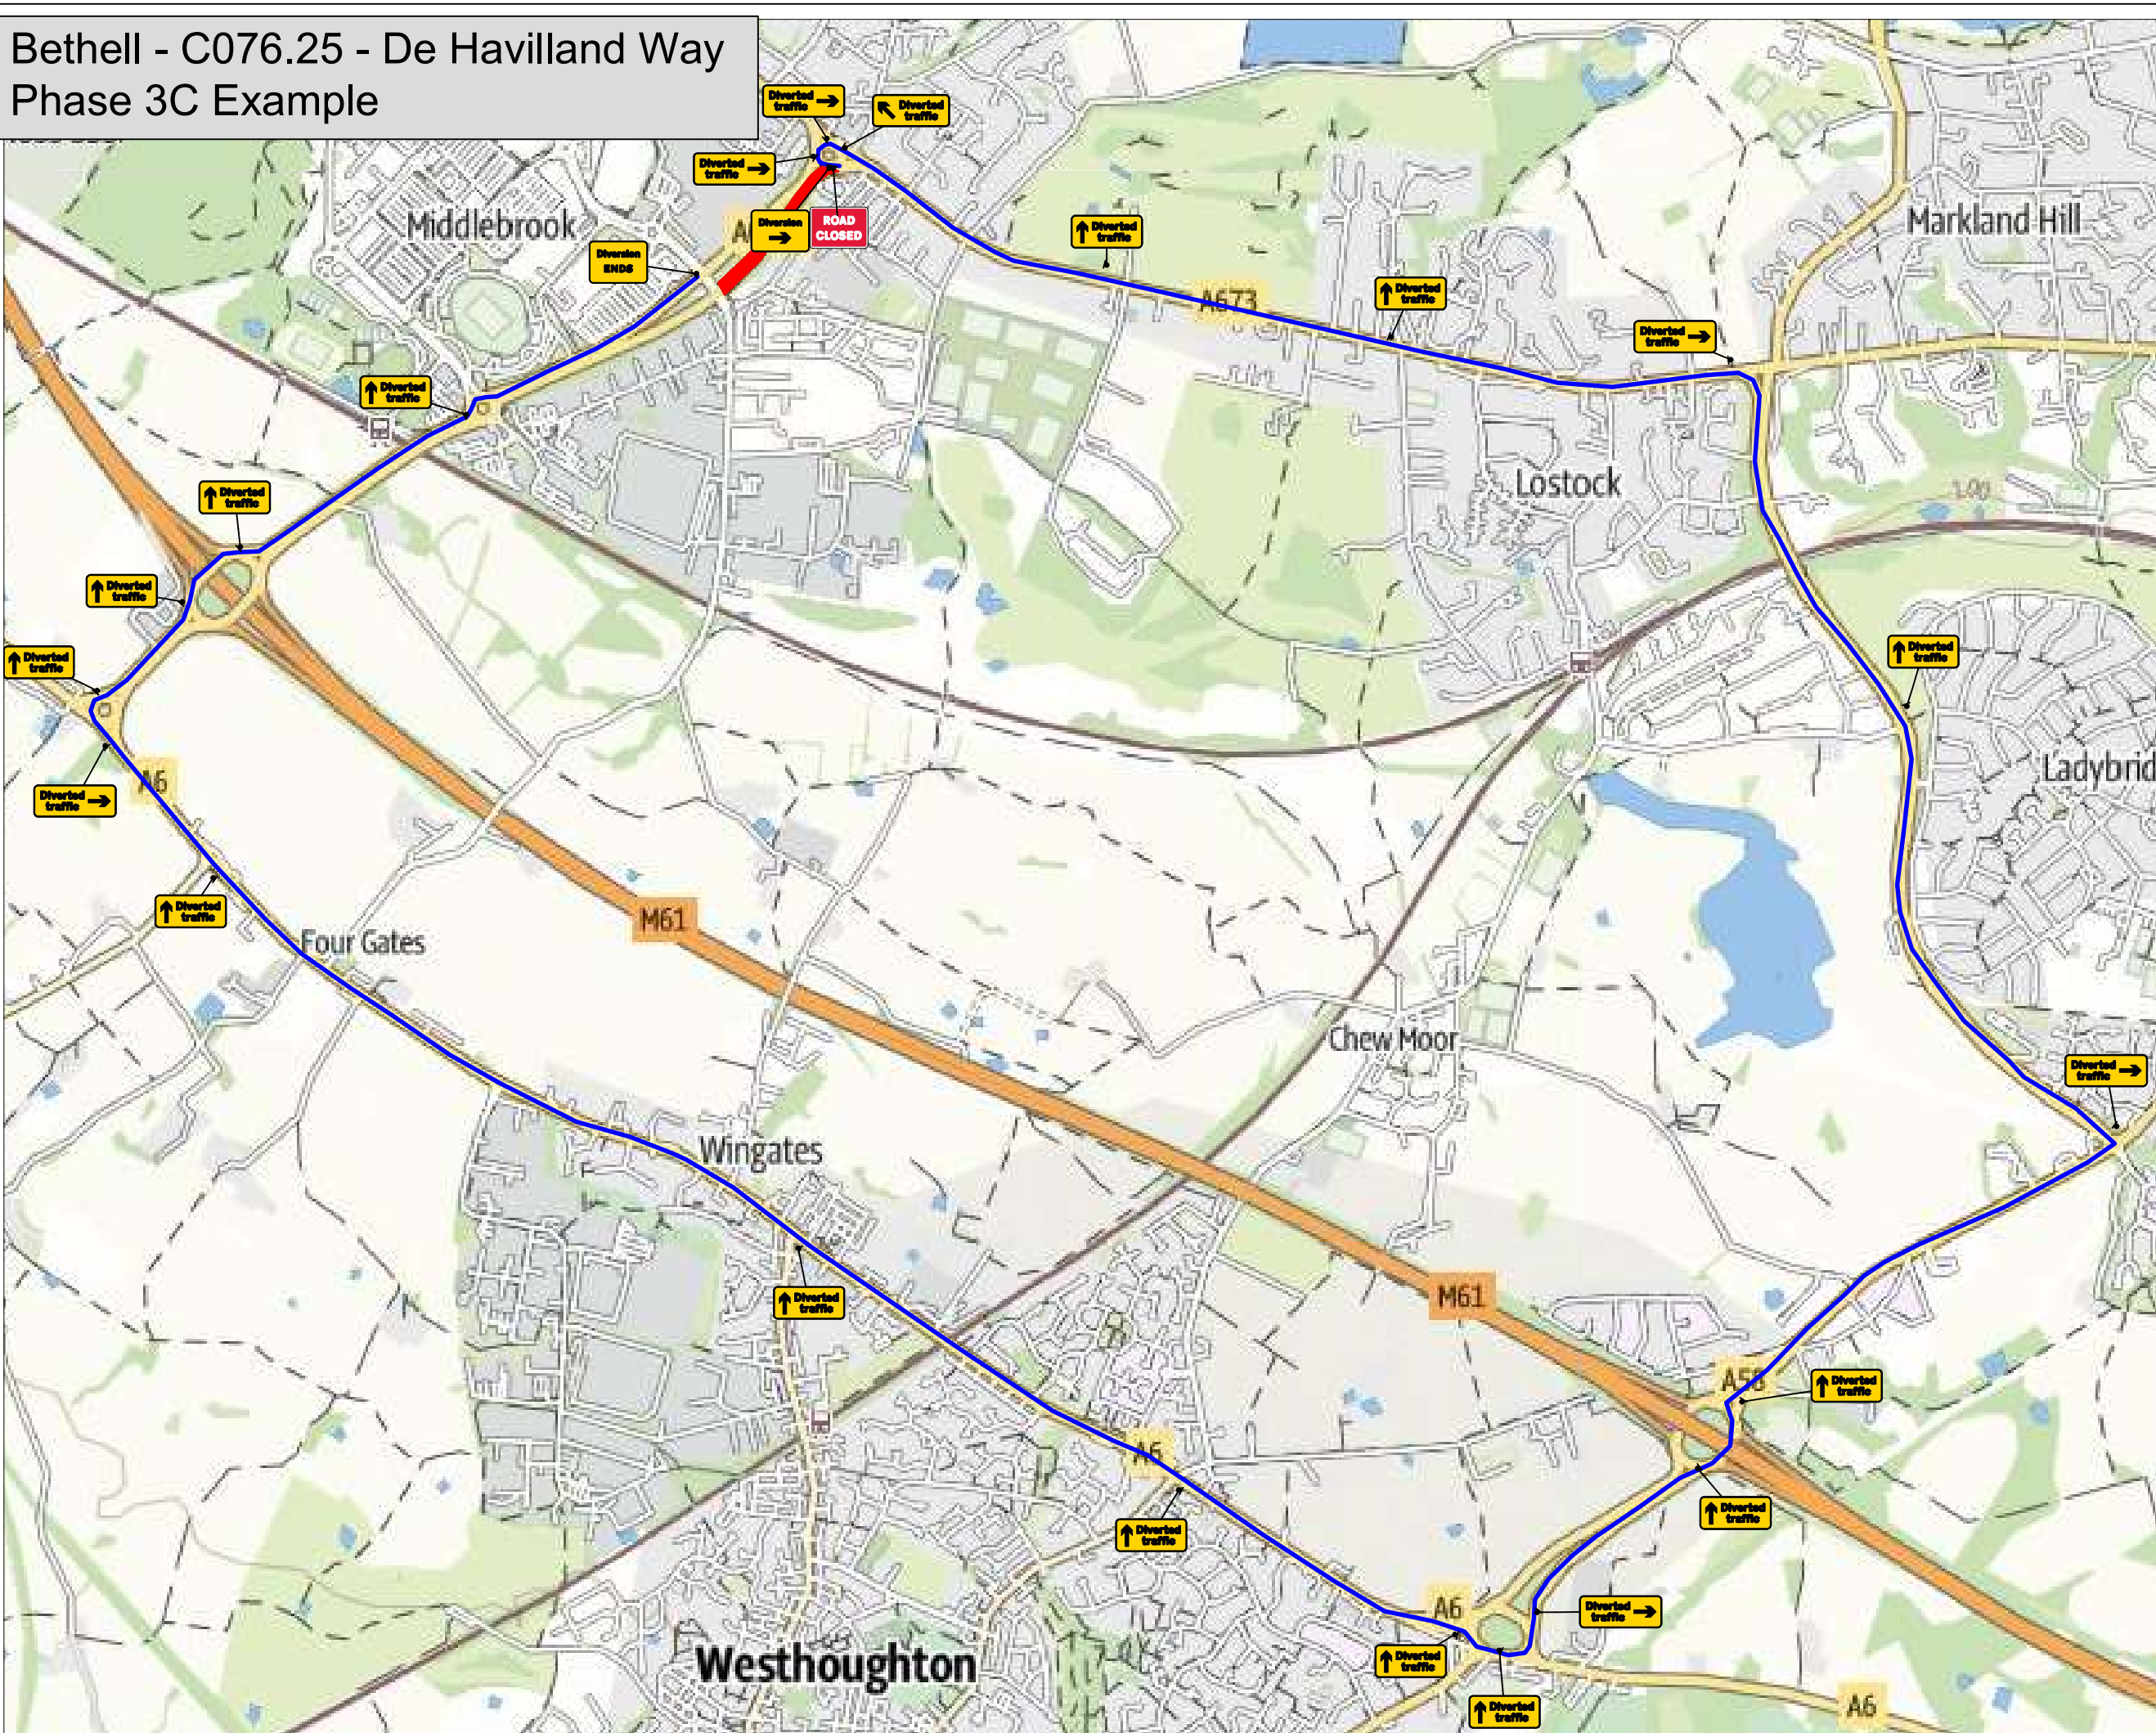 Bethell - C076.25 - De Havilland Way
Phase 3C Example
Diverted
traffic
Diverted
traffic
Diverted
traffic
Middlebrook
Diversion
ROAD
CLOSED
Diversion
ENDS
Diverted
traffic
Markland Hill
A673
Diverted
traffic
Diverted
traffic
Diverted
traffic
Lostock
Diverted
traffic
Diverted
traffic
Diverted
traffic
Diverted
traffic
A6
Ladybrid
Diverted
traffic
Diverted
traffic
M61
Four Gates
Chew Moor
Diverted
traffic
Wingates
Diverted
traffic
M61
A58
Diverted
traffic
A6
Diverted
traffic
Diverted
traffic
A6
Diverted
traffic
Westhoughton
Diverted
traffic
Diverted
traffic
A6